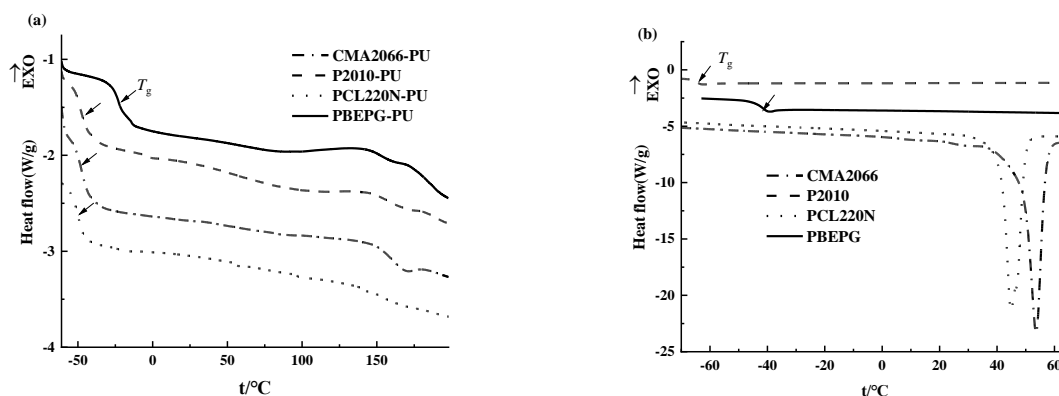 (a)
→
EXO
Heat flow(W/g)
-1
-2
-3
-4
Tg
CMA2066-PU
P2010-PU
PCL220N-PU
PBEPG-PU
-50
0
50
100
150
t/°C
(b)
→
EXO
Heat flow(W/g)
0
-5
-10
-15
-20
-25
Tg
CMA2066
P2010
PCL220N
PBEPG
-60
-40
-20
0
20
40
60
t/°C